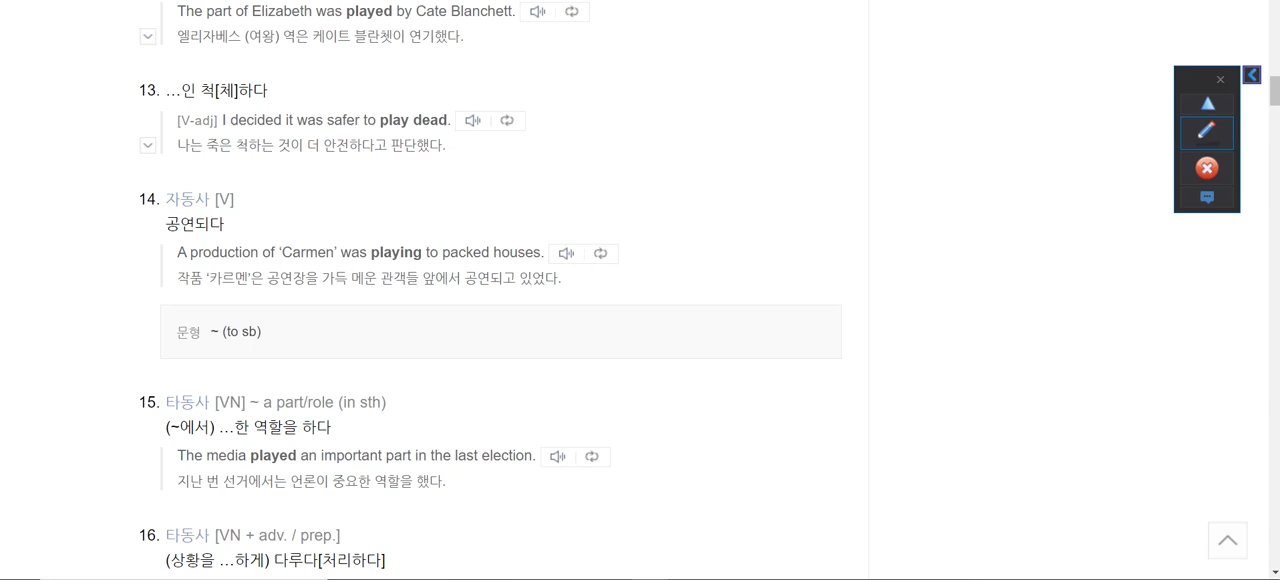 The part of Elizabeth was played by Cate Blanchett.
엘리자베스 (여왕) 역은 케이트 블란쳇이 연기했다.
13. …인 척[체]하다
[V-adj] I decided it was safer to play dead.
나는 죽은 척하는 것이 더 안전하다고 판단했다.
14. 자동사 [V]
공연되다
A production of ‘Carmen’ was playing to packed houses.
작품 ‘카르멘’은 공연장을 가득 메운 관객들 앞에서 공연되고 있었다.
문형 ~ (to sb)
15. 타동사 [VN] ~ a part/role (in sth)
(~에서) …한 역할을 하다
The media played an important part in the last election.
지난 번 선거에서는 언론이 중요한 역할을 했다.
16. 타동사 [VN + adv. / prep.]
(상황을 …하게) 다루다[처리하다]